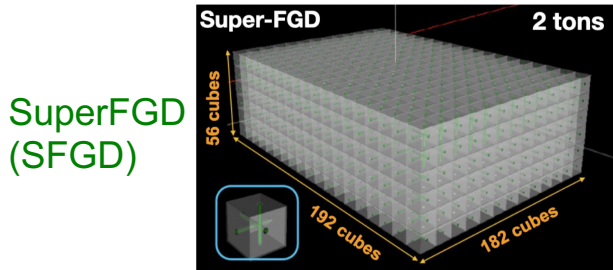 SuperFGD
(SFGD)
Super-FGD
2 tons
56 cubes
192 cubes
182 cubes